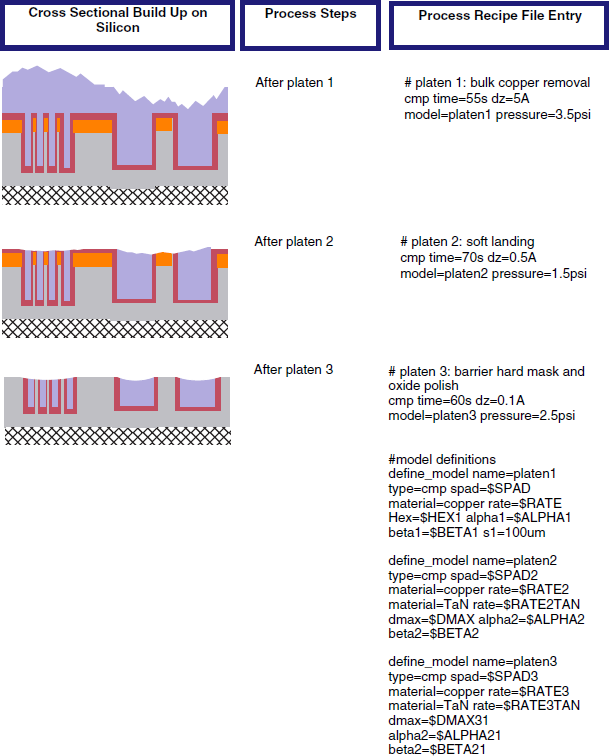 Cross Sectional Build Up on
Silicon
Process Steps
Process Recipe File Entry
After platen 1
# platen 1: bulk copper removal
cmp time=55s dz=5A
model=platen1 pressure=3.5psi
After platen 2
# platen 2: soft landing
cmp time=70s dz=0.5A
model=platen2 pressure=1.5psi
After platen 3
# platen 3: barrier hard mask and
oxide polish
cmp time=60s dz=0.1A
model=platen3 pressure=2.5psi
#model definitions
define_model name=platen1
type=cmp spad=$SPAD
material=copper rate=$RATE
Hex=$HEX1 alpha1=$ALPHA1
beta1=$BETA1 s1=100um
define_model name=platen2
type=cmp spad=$SPAD2
material=copper rate=$RATE2
material=TaN rate=$RATE2TAN
dmax=$DMAX alpha2=$ALPHA2
beta2=$BETA2
define_model name=platen3
type=cmp spad=$SPAD3
material=copper rate=$RATE3
material=TaN rate=$RATE3TAN
dmax=$DMAX31
alpha2=$ALPHA21
beta2=$BETA21